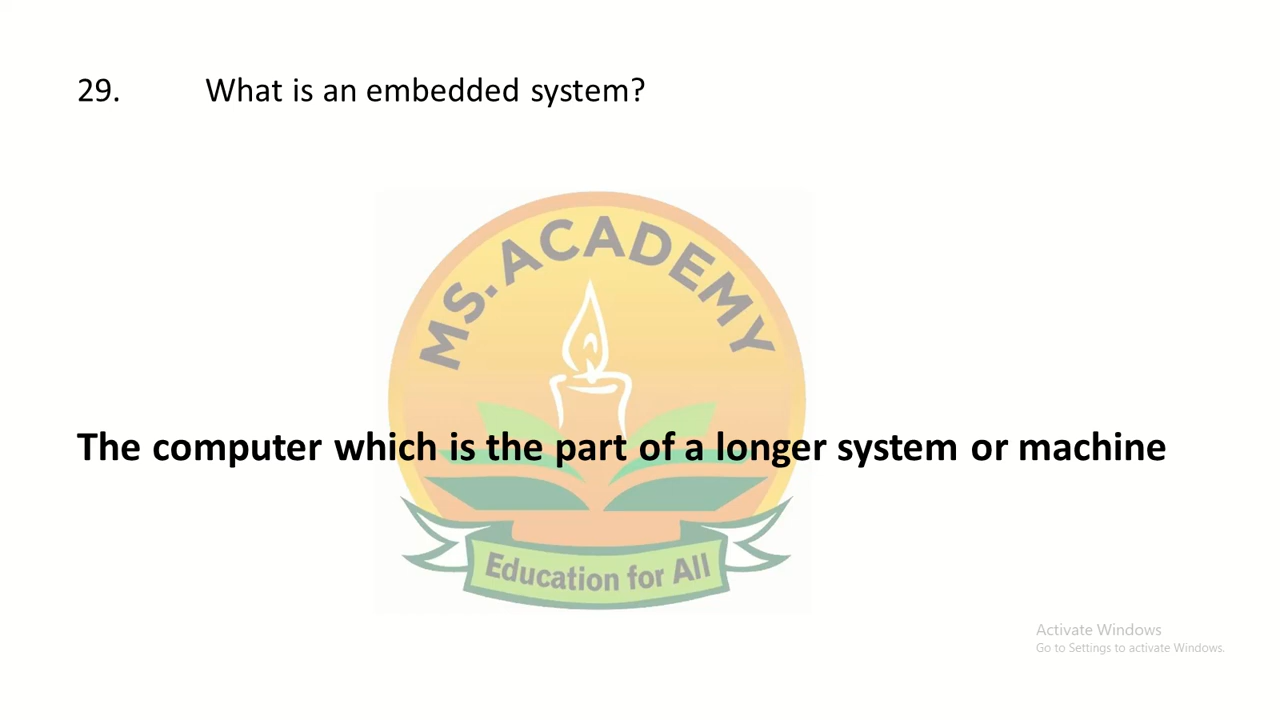 29. What is an embedded system?
MS. ACADEMY
The computer which is the part of a longer system or machine
Education for All
Activate Windows
Go to Settings to activate Windows.